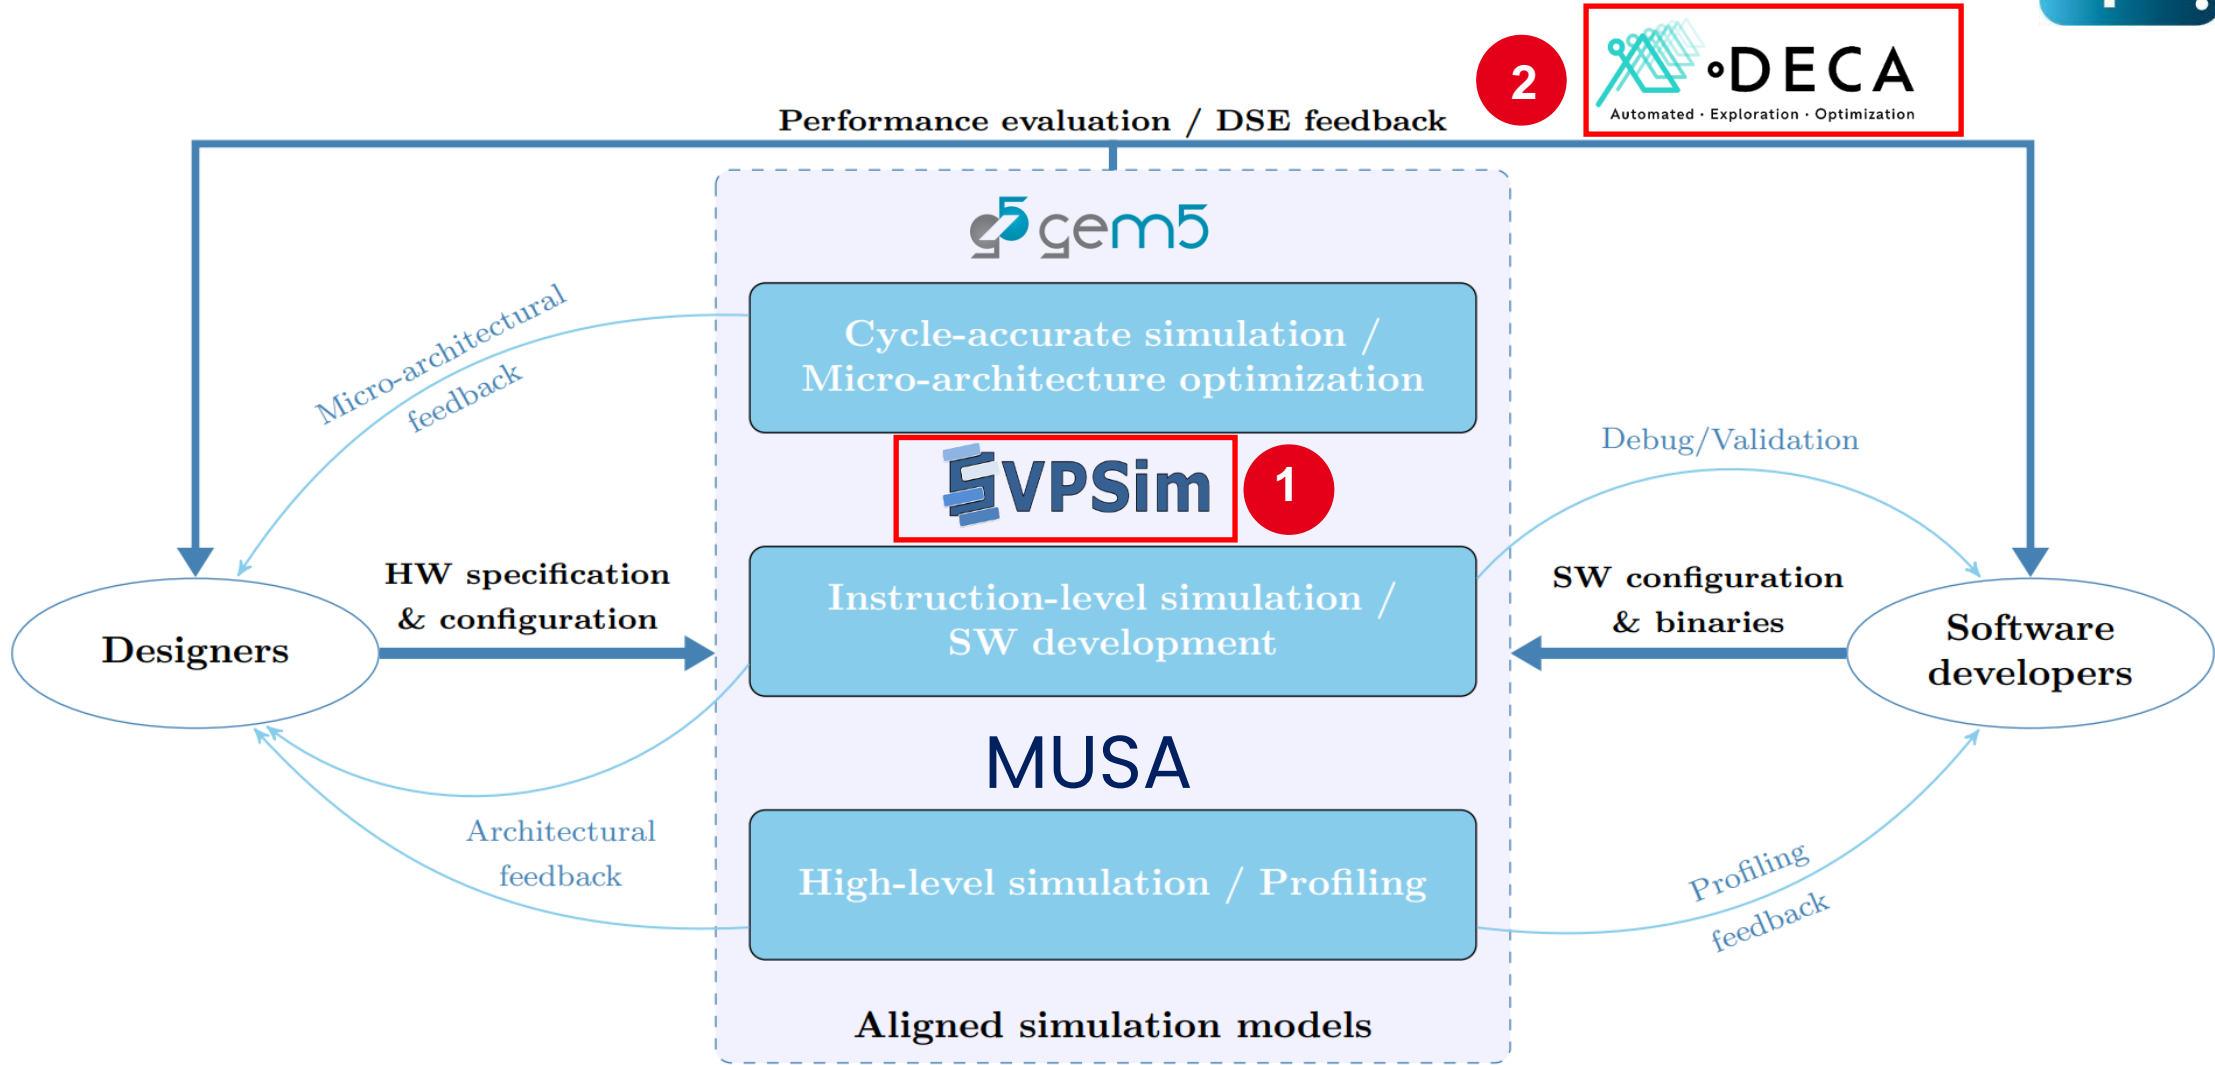 2
DECA
Automated · Exploration · Optimization
Performance evaluation / DSE feedback
gem5
Cycle-accurate simulation /
Micro-architecture optimization
Micro-architectural
feedback
VPSim
1
Debug/Validation
HW specification
& configuration
Instruction-level simulation /
SW development
SW configuration
& binaries
Designers
Software
developers
MUSA
Architectural
feedback
High-level simulation / Profiling
Profiling
feedback
Aligned simulation models